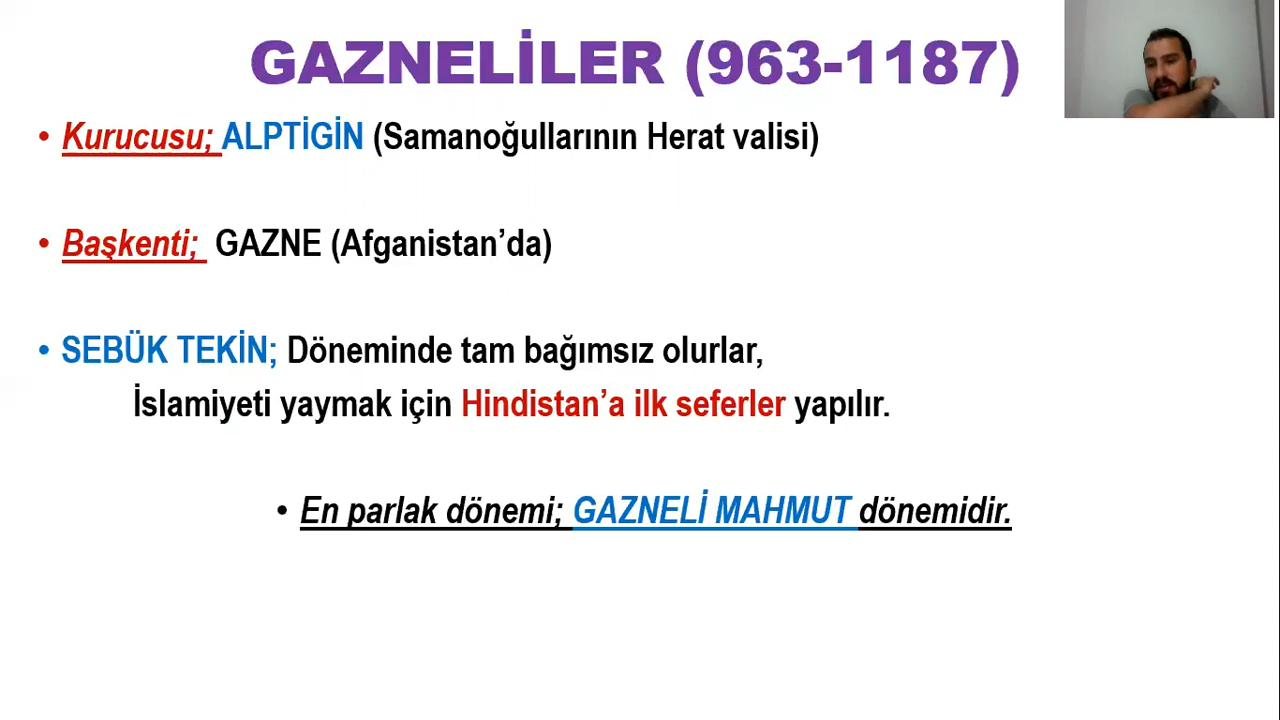 GAZNELİLER (963-1187)
• Kurucusu; ALPTİGİN (Samanoğullarının Herat valisi)
• Başkenti; GAZNE (Afganistan’da)
• SEBÜK TEKİN; Döneminde tam bağımsız olurlar,
İslamiyeti yaymak için Hindistan’a ilk seferler yapılır.
• En parlak dönemi; GAZNELİ MAHMUT dönemidir.